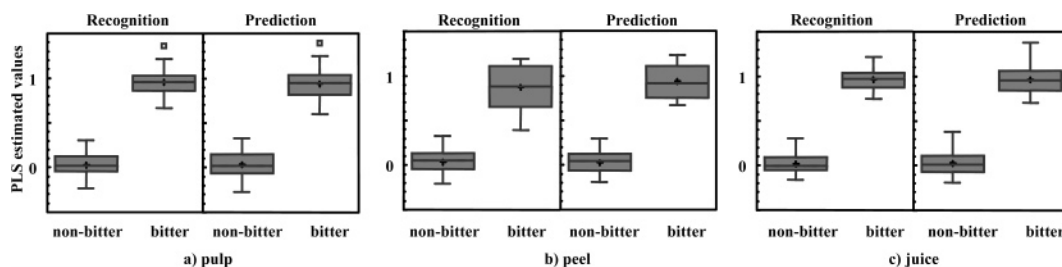 Recognition Prediction Recognition Prediction Recognition Prediction
PLS estimated values
1 1 1
0 0 0
non-bitter bitter non-bitter bitter non-bitter bitter non-bitter bitter non-bitter bitter non-bitter bitter
a) pulp b) peel c) juice